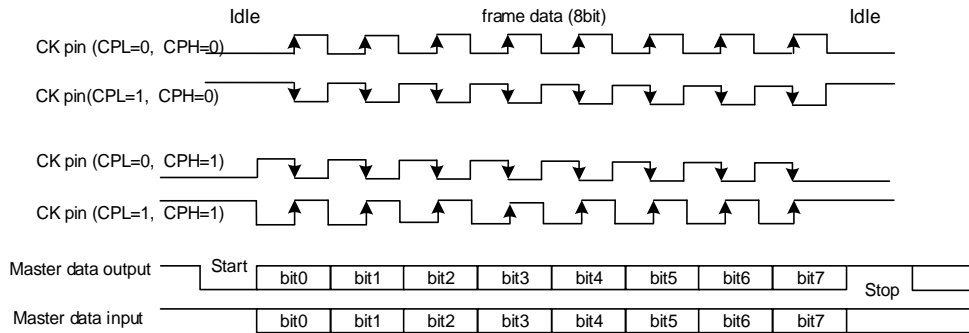 Idle frame data (8bit) Idle
CK pin (CPL=0, CPH=0)
CK pin(CPL=1, CPH=0)
CK pin (CPL=0, CPH=1)
CK pin (CPL=1, CPH=1)
Master data output Start bit0 bit1 bit2 bit3 bit4 bit5 bit6 bit7 Stop
Master data input bit0 bit1 bit2 bit3 bit4 bit5 bit6 bit7